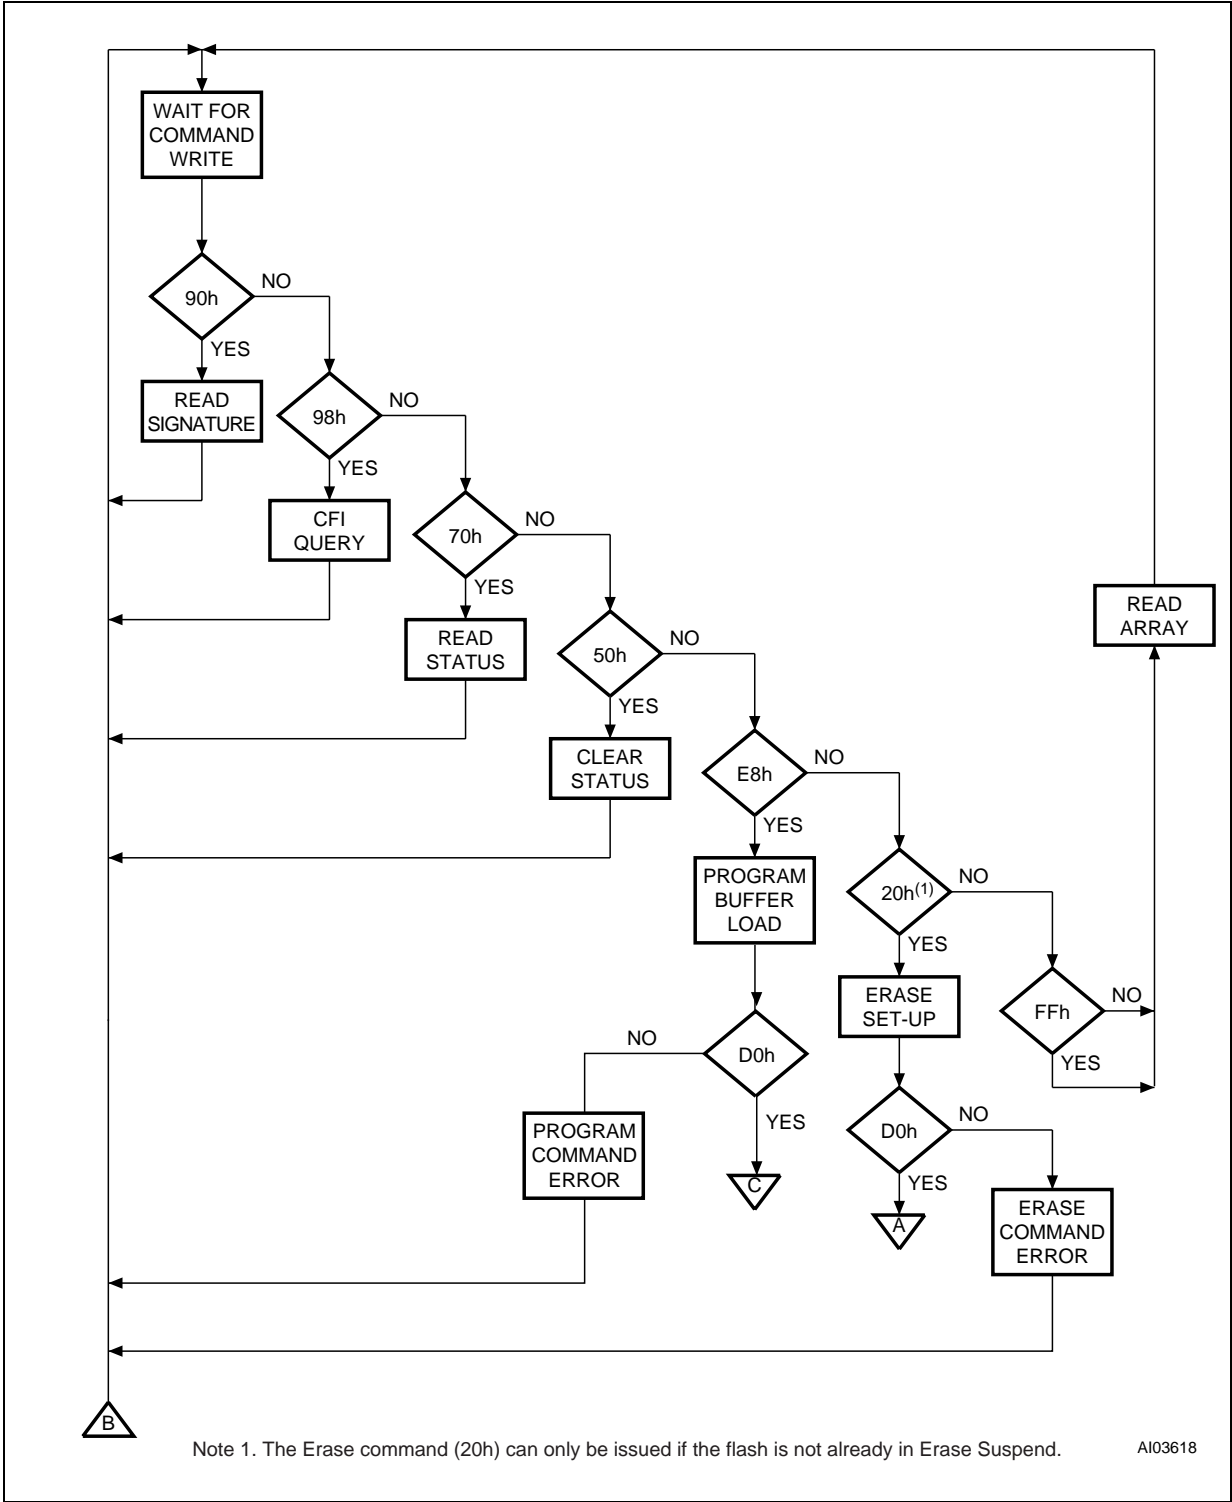 WAIT FOR
COMMAND
WRITE
90h
NO
YES
READ
SIGNATURE
98h
NO
YES
CFI
QUERY
70h
NO
YES
READ
STATUS
50h
NO
YES
CLEAR
STATUS
E8h
NO
YES
PROGRAM
BUFFER
LOAD
20h(1)
NO
YES
ERASE
SET-UP
FFh
NO
YES
READ
ARRAY
D0h
NO
YES
PROGRAM
COMMAND
ERROR
C
D0h
NO
YES
A
ERASE
COMMAND
ERROR
B
Note 1. The Erase command (20h) can only be issued if the flash is not already in Erase Suspend.
AI03618